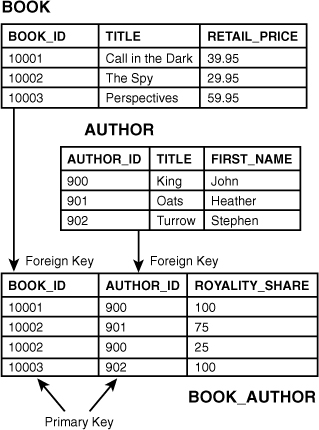 BOOK
BOOK_ID TITLE RETAIL_PRICE
10001 Call in the Dark 39.95
10002 The Spy 29.95
10003 Perspectives 59.95
AUTHOR
AUTHOR_ID TITLE FIRST_NAME
900 King John
901 Oats Heather
902 Turrow Stephen
Foreign Key Foreign Key
BOOK_ID AUTHOR_ID ROYALITY_SHARE
10001 900 100
10002 901 75
10002 900 25
10003 902 100
BOOK_AUTHOR
Primary Key